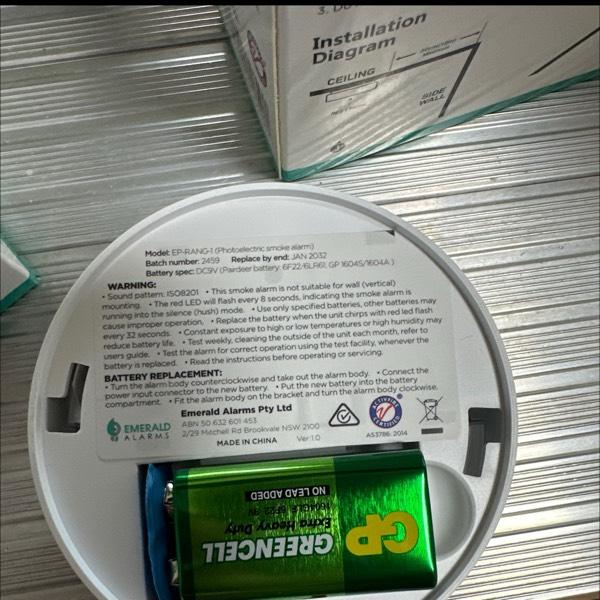 3. DO
Installation
Diagram
CEILING
SIDE
WALL
Model: EP-RANG-1 (Photoelectric smoke alarm)
Batch number: 2459 Replace by end: JAN 2032
Battery spec: DC9V (Pairdeer battery: 6F22/6LR61, GP 1604S/1604A)
WARNING:
• Sound pattern: ISO8201 • This smoke alarm is not suitable for wall (vertical)
mounting. • The red LED will flash every 8 seconds, indicating the smoke alarm is
running into the silence (hush) mode. • Use only specified batteries, other batteries may
cause improper operation. • Replace the battery when the unit chirps with red led flash
every 32 seconds. • Constant exposure to high or low temperatures or high humidity may
reduce battery life. • Test weekly, cleaning the outside of the unit each month, refer to
users guide. • Test the alarm for correct operation using the test facility, whenever the
battery is replaced. • Read the instructions before operating or servicing.
BATTERY REPLACEMENT:
• Turn the alarm body counterclockwise and take out the alarm body. • Connect the
power input connector to the new battery. • Put the new battery into the battery
compartment. • Fit the alarm body on the bracket and turn the alarm body clockwise.
EMERALD
ALARMS
Emerald Alarms Pty Ltd
ABN 50 632 601 453
2/29 Mitchell Rd Brookvale NSW 2100
MADE IN CHINA Ver:1.0
ACTIVFIRE
CERTIFIED
AS3786: 2014
GP
GREENCELL
Extra Heavy Duty
6F22 9V
NO LEAD ADDED